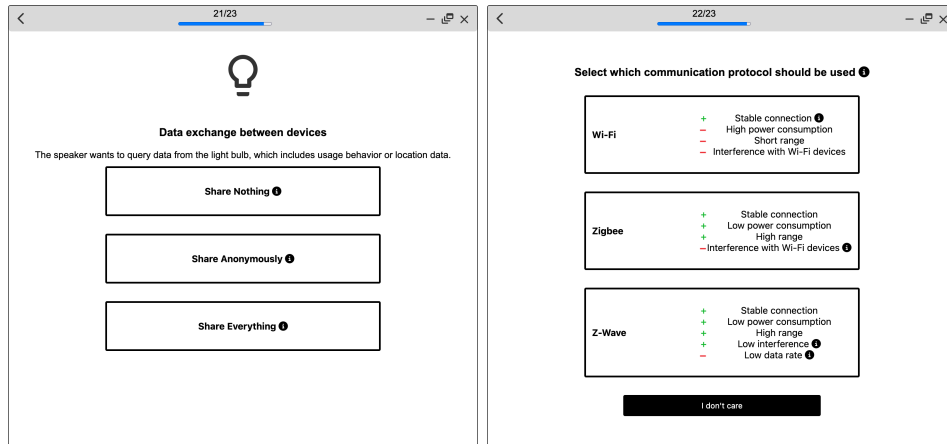 21/23
Data exchange between devices
The speaker wants to query data from the light bulb, which includes usage behavior or location data.
Share Nothing
Share Anonymously
Share Everything
22/23
Select which communication protocol should be used
Wi-Fi
+ Stable connection
− High power consumption
− Short range
− Interference with Wi-Fi devices
Zigbee
+ Stable connection
+ Low power consumption
+ High range
− Interference with Wi-Fi devices
Z-Wave
+ Stable connection
+ Low power consumption
+ High range
+ Low interference
− Low data rate
I don't care